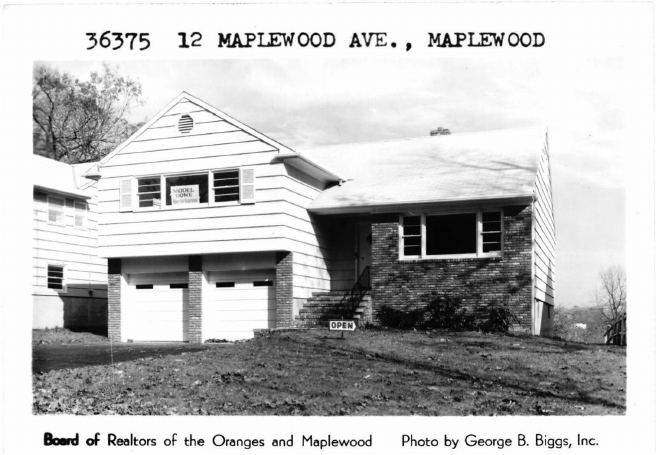 36375 12 MAPLEWOOD AVE., MAPLEWOOD
MODEL
HOME
OPEN
Board of Realtors of the Oranges and Maplewood Photo by George B. Biggs, Inc.